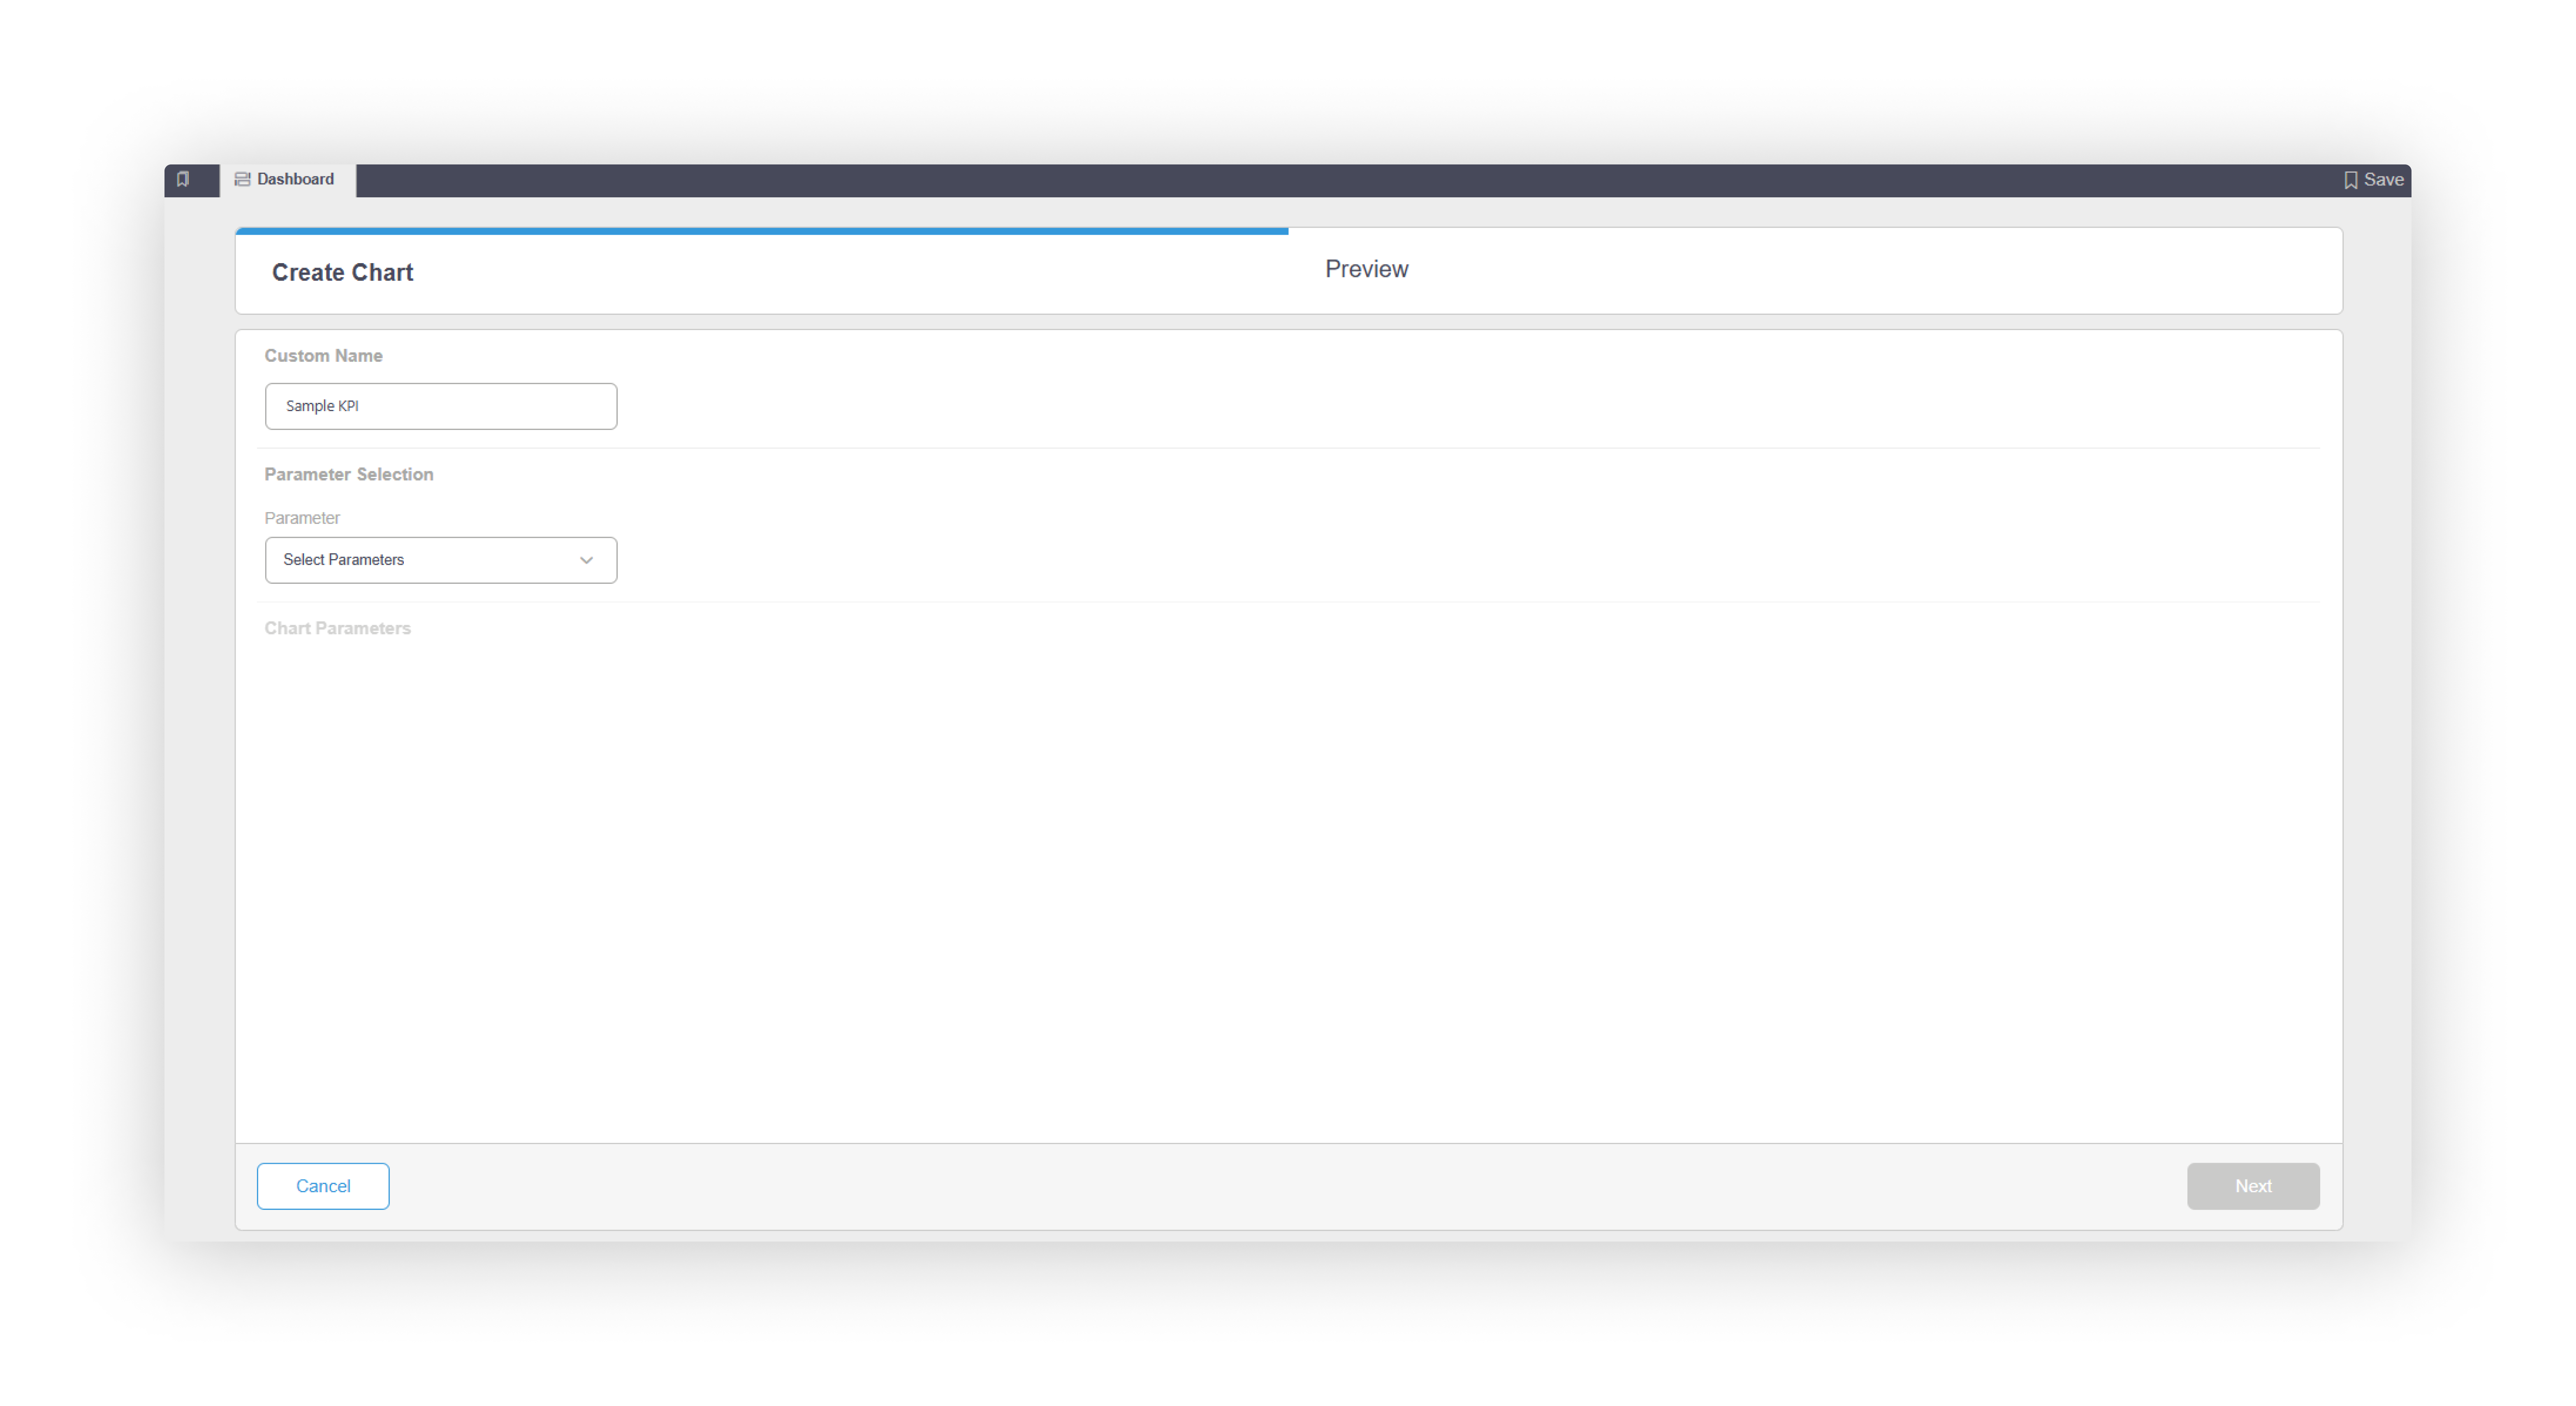 Dashboard
Save
Create Chart
Preview
Custom Name
Sample KPI
Parameter Selection
Parameter
Select Parameters
Chart Parameters
Cancel
Next